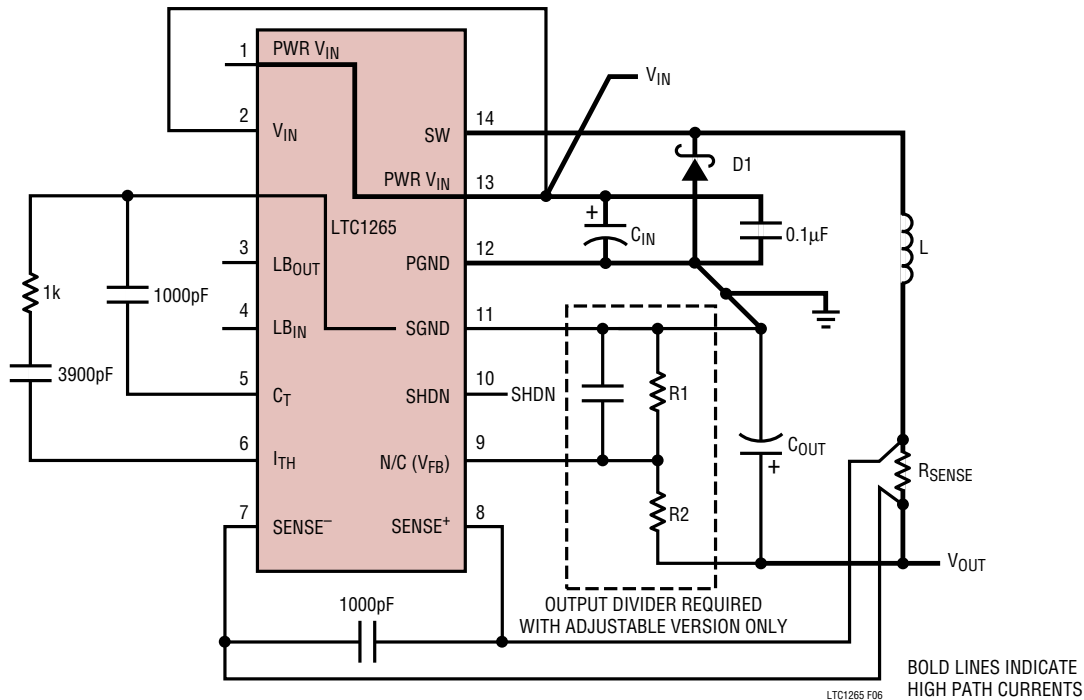 1
PWR VIN
2
VIN
VIN
14
SW
D1
PWR VIN
13
LTC1265
+
CIN
0.1µF
3
LBOUT
12
PGND
L
1k
1000pF
4
LBIN
11
SGND
3900pF
5
CT
10
SHDN
SHDN
R1
6
ITH
9
N/C (VFB)
COUT
+
RSENSE
7
SENSE–
8
SENSE+
R2
VOUT
1000pF
OUTPUT DIVIDER REQUIRED
WITH ADJUSTABLE VERSION ONLY
BOLD LINES INDICATE
HIGH PATH CURRENTS
LTC1265 F06